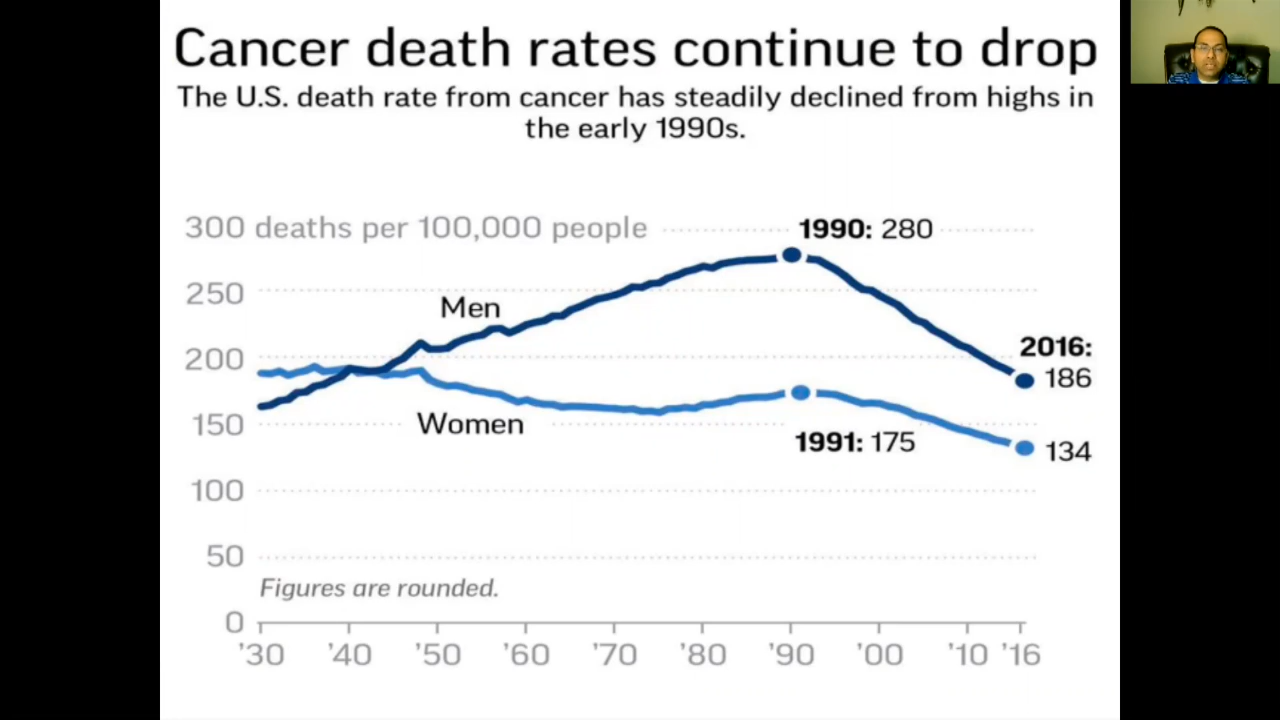 Cancer death rates continue to drop
The U.S. death rate from cancer has steadily declined from highs in
the early 1990s.
300 deaths per 100,000 people
1990: 280
250
Men
200
2016:
186
150
Women
1991: 175
134
100
50
Figures are rounded.
0
'30 '40 '50 '60 '70 '80 '90 '00 '10 '16